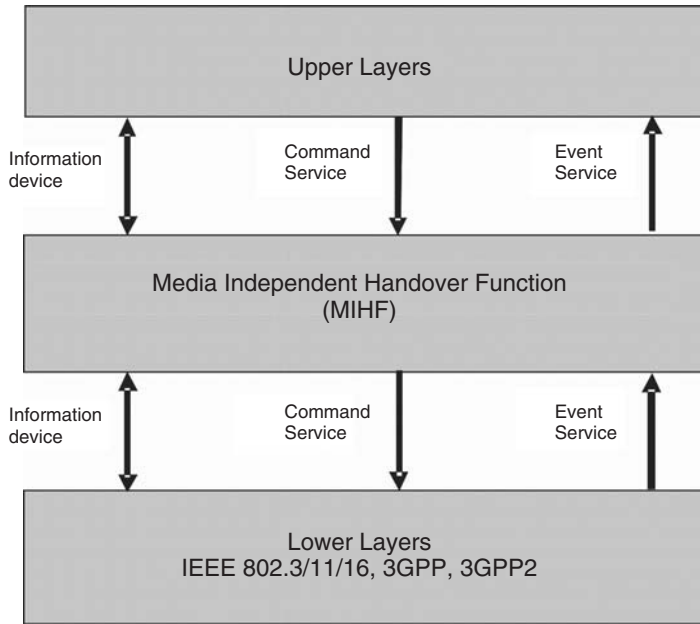 Upper Layers
Information
device
Command
Service
Event
Service
Media Independent Handover Function
(MIHF)
Information
device
Command
Service
Event
Service
Lower Layers
IEEE 802.3/11/16, 3GPP, 3GPP2